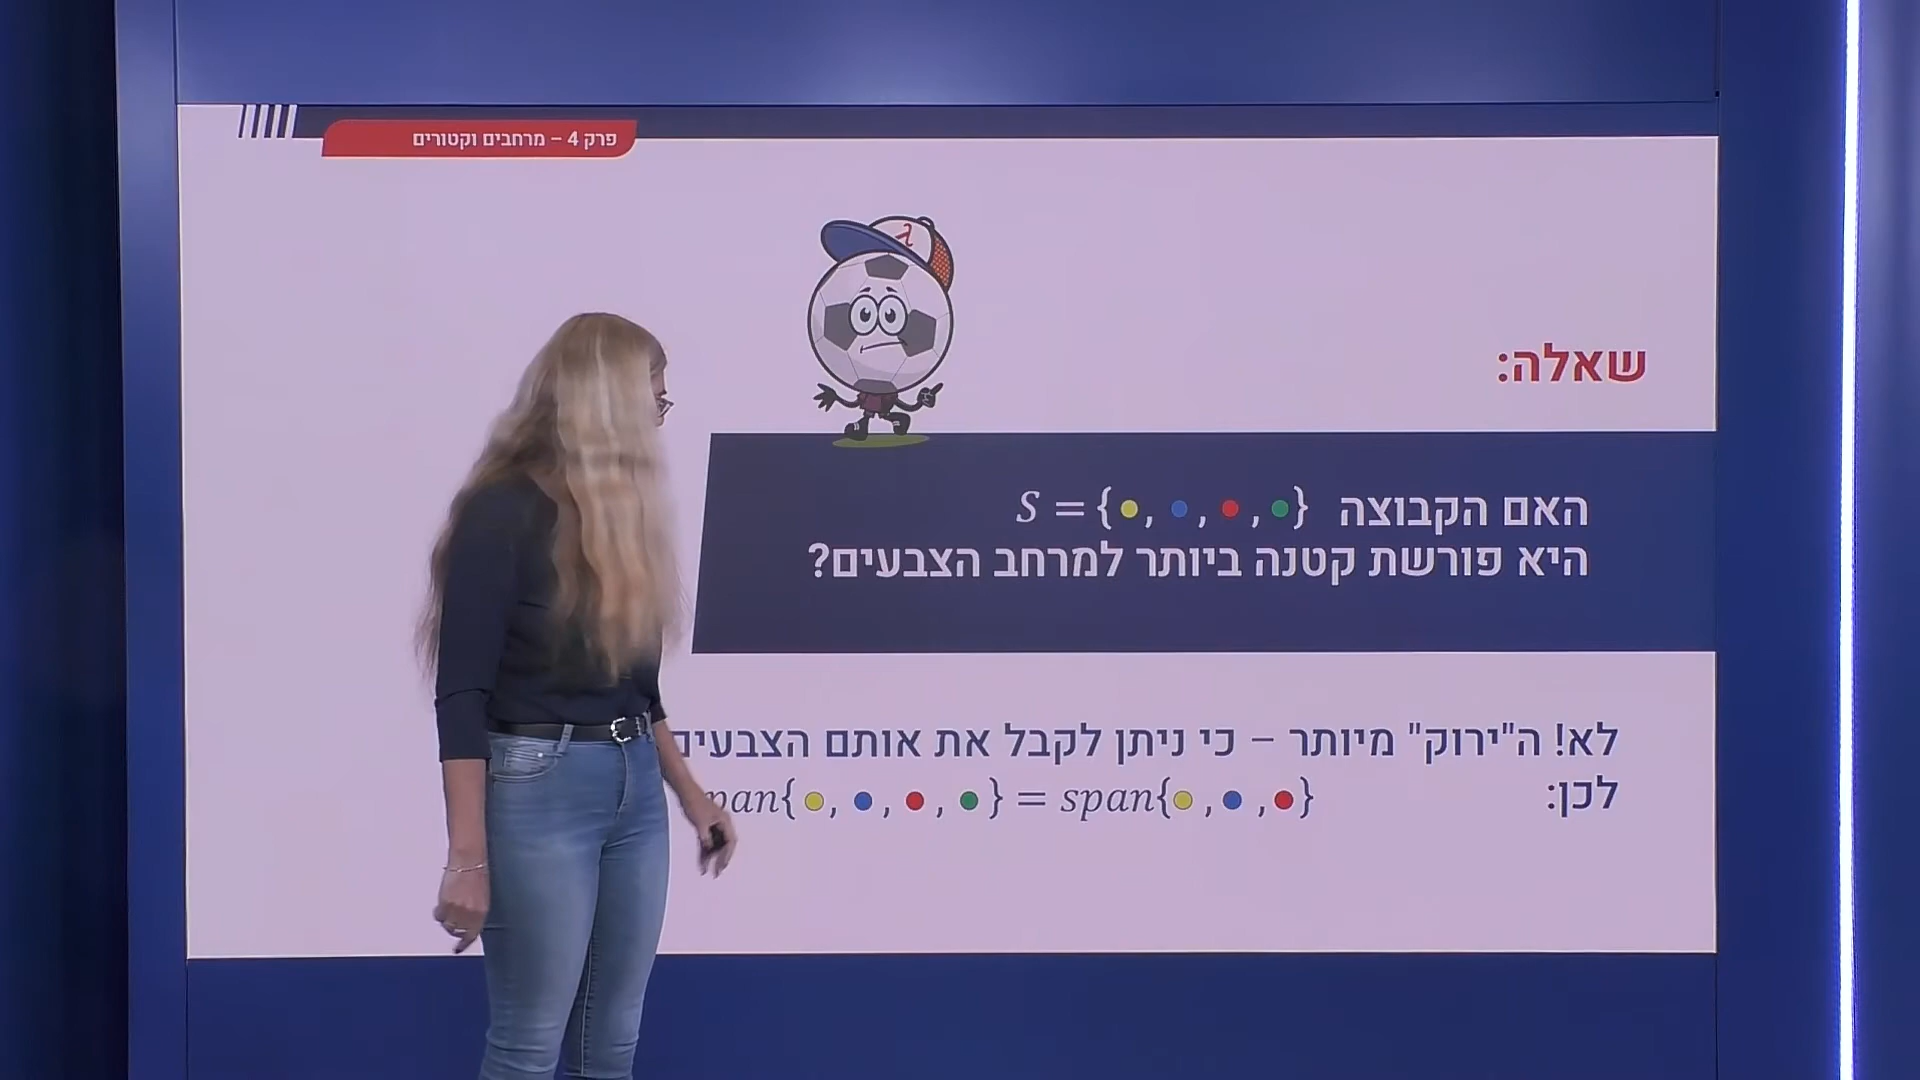 פרק 4 – מרחבים וקטורים
λ
שאלה:
האם הקבוצה S = {●, ●, ●, ●}
היא פורשת קטנה ביותר למרחב הצבעים?
לא! ה"ירוק" מיותר – כי ניתן לקבל את אותם הצבעים
לכן: span{●, ●, ●, ●} = span{●, ●, ●}